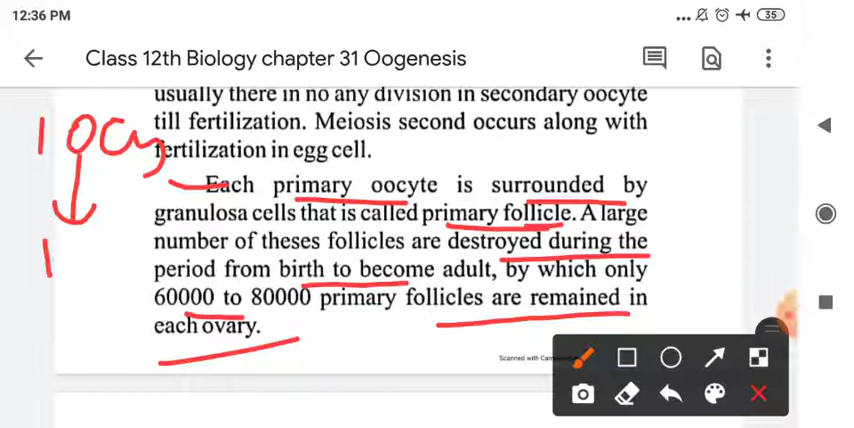 12:36 PM
35
Class 12th Biology chapter 31 Oogenesis
usually there in no any division in secondary oocyte
till fertilization. Meiosis second occurs along with
fertilization in egg cell.
Each primary oocyte is surrounded by
granulosa cells that is called primary follicle. A large
number of theses follicles are destroyed during the
period from birth to become adult, by which only
60000 to 80000 primary follicles are remained in
each ovary.
Scanned with